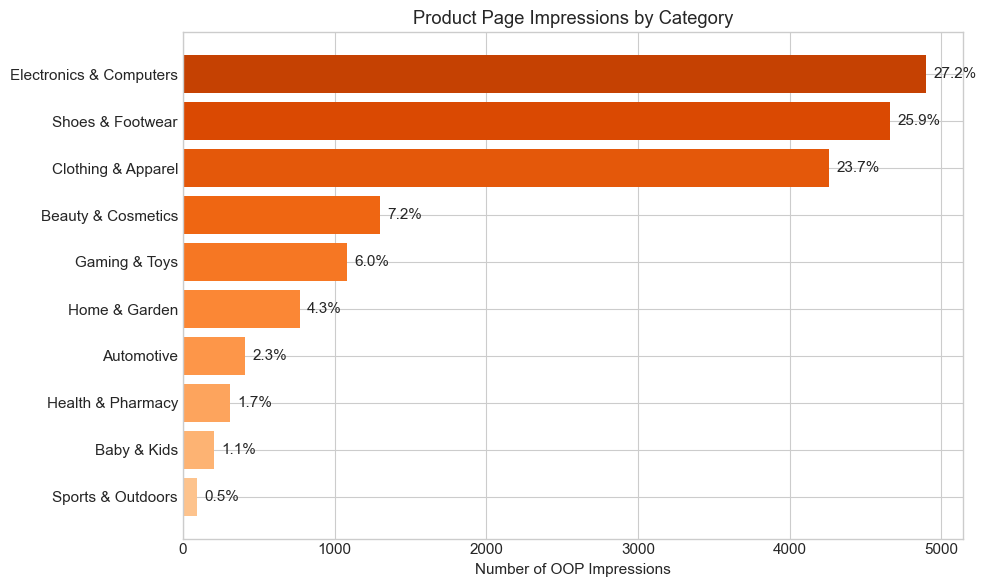 Product Page Impressions by Category
Electronics & Computers 27.2%
Shoes & Footwear 25.9%
Clothing & Apparel 23.7%
Beauty & Cosmetics 7.2%
Gaming & Toys 6.0%
Home & Garden 4.3%
Automotive 2.3%
Health & Pharmacy 1.7%
Baby & Kids 1.1%
Sports & Outdoors 0.5%
0 1000 2000 3000 4000 5000
Number of OOP Impressions